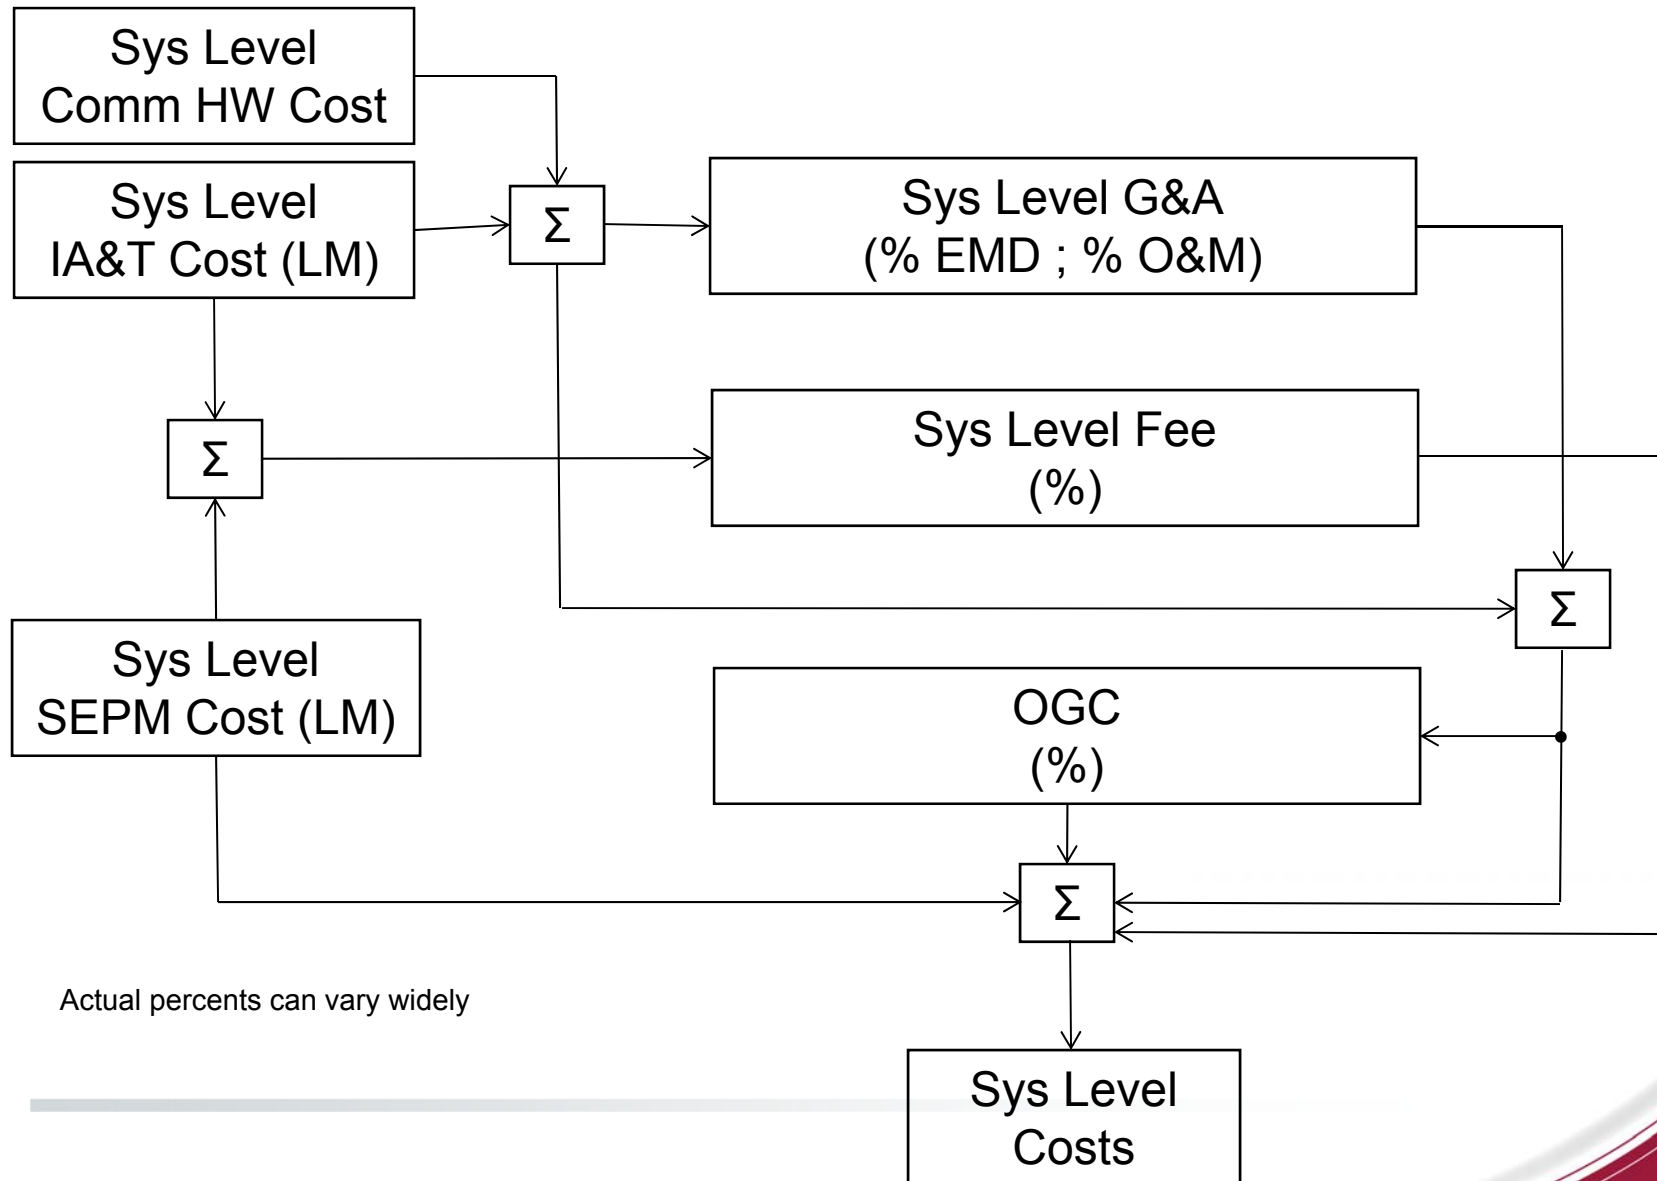 Sys Level
Comm HW Cost
Sys Level
IA&T Cost (LM)
Σ
Sys Level G&A
(% EMD ; % O&M)
Σ
Sys Level Fee
(%)
Σ
Sys Level
SEPM Cost (LM)
OGC
(%)
Σ
Actual percents can vary widely
Sys Level
Costs